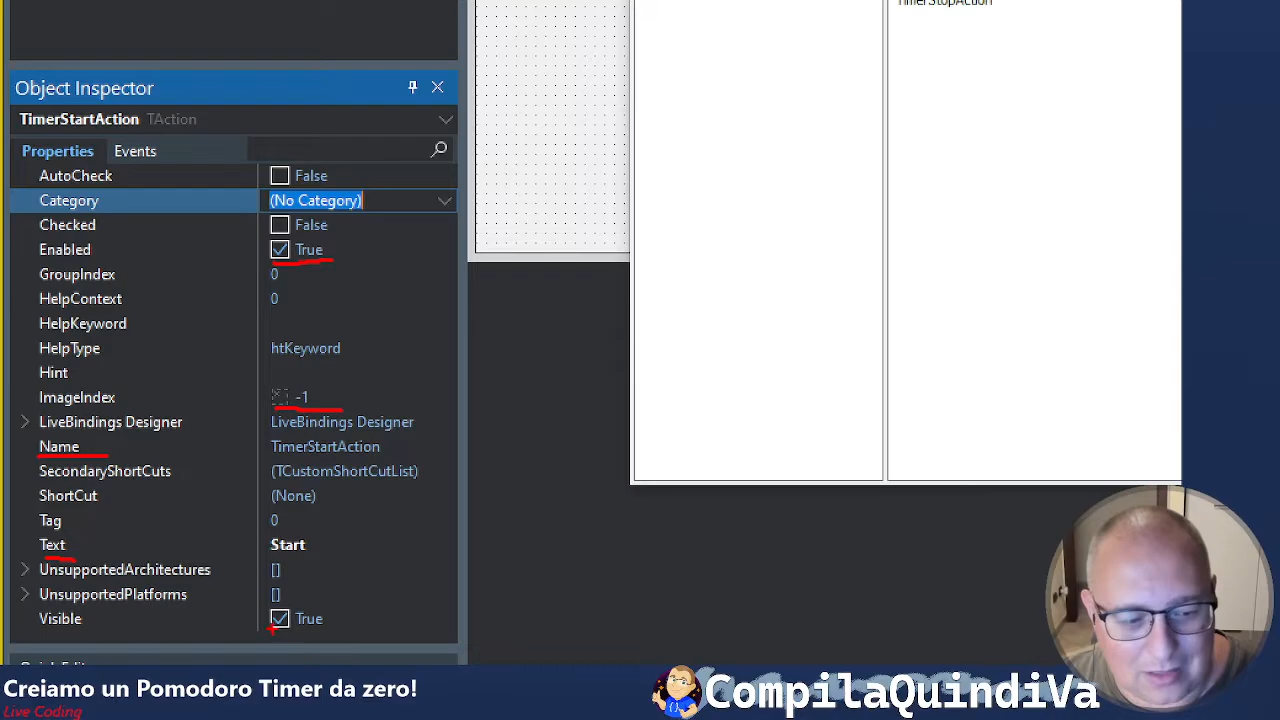 TimerStopAction
Object Inspector
TimerStartAction TAction
Properties Events
AutoCheck False
Category (No Category)
Checked False
Enabled True
GroupIndex 0
HelpContext 0
HelpKeyword
HelpType htKeyword
Hint
ImageIndex -1
LiveBindings Designer LiveBindings Designer
Name TimerStartAction
SecondaryShortCuts (TCustomShortCutList)
ShortCut (None)
Tag 0
Text Start
UnsupportedArchitectures []
UnsupportedPlatforms []
Visible True
Creiamo un Pomodoro Timer da zero!
Live Coding
CompilaQuindiVa